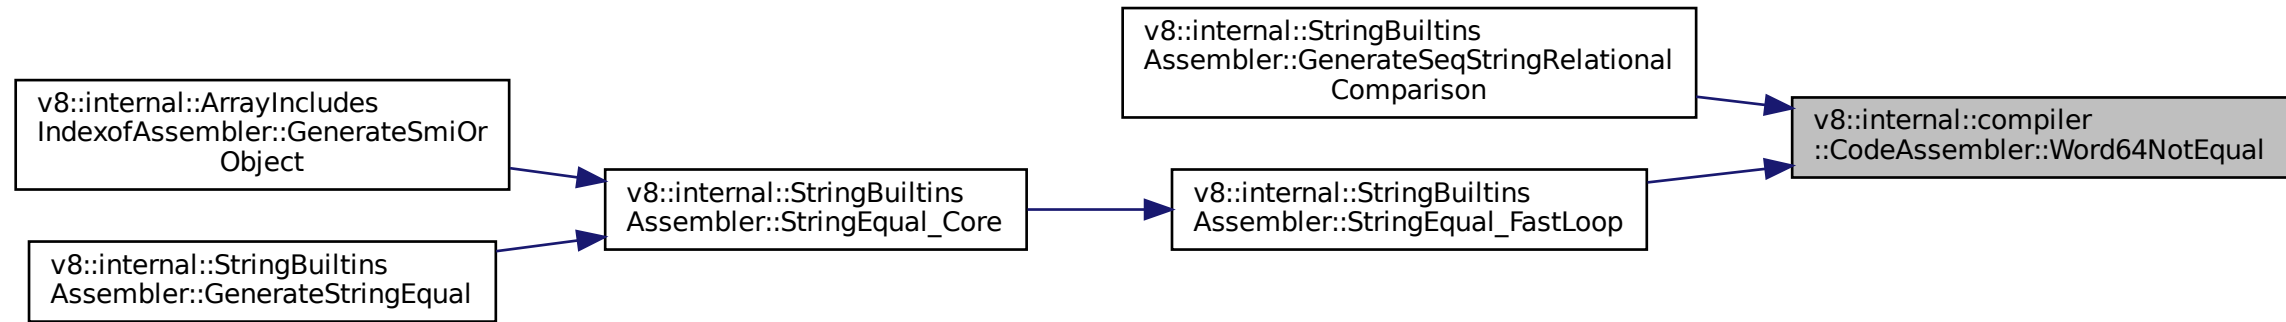 v8::internal::ArrayIncludes
IndexofAssembler::GenerateSmiOr
Object
v8::internal::StringBuiltins
Assembler::GenerateStringEqual
v8::internal::StringBuiltins
Assembler::StringEqual_Core
v8::internal::StringBuiltins
Assembler::GenerateSeqStringRelational
Comparison
v8::internal::StringBuiltins
Assembler::StringEqual_FastLoop
v8::internal::compiler
::CodeAssembler::Word64NotEqual